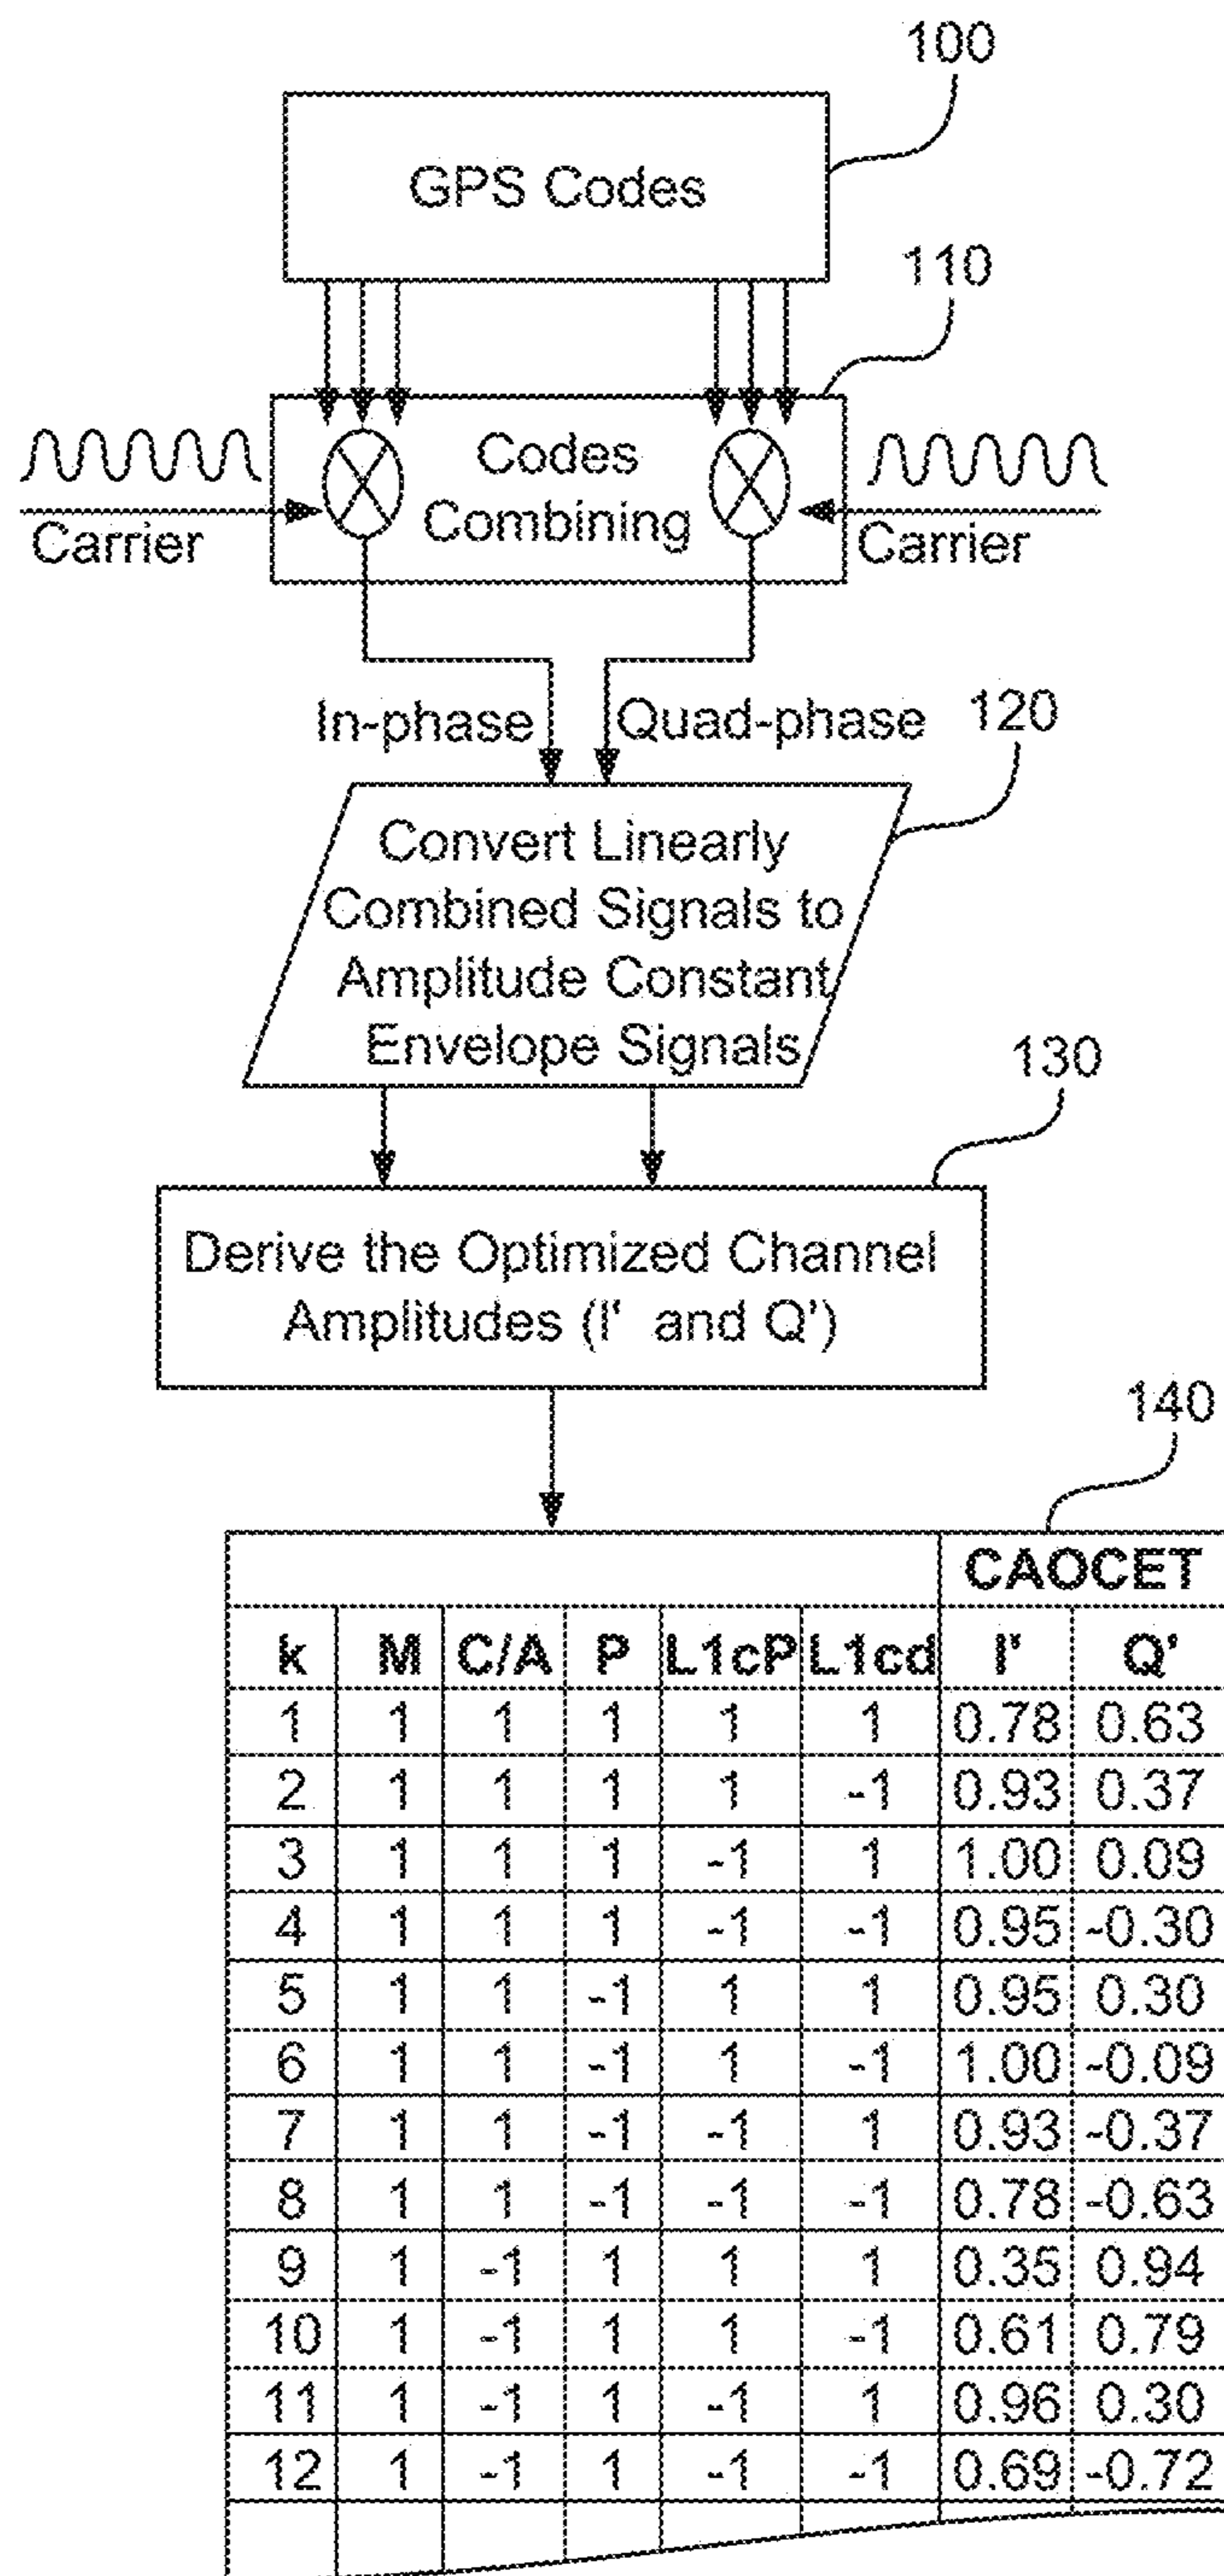 100
GPS Codes
110
Codes
Combining
Carrier
Carrier
In-phase
Quad-phase
120
Convert Linearly
Combined Signals to
Amplitude Constant
Envelope Signals
130
Derive the Optimized Channel
Amplitudes (I' and Q')
140
CAOCET
k M C/A P L1cP L1cd I' Q'
1 1 1 1 1 1 0.78 0.63
2 1 1 1 1 -1 0.93 0.37
3 1 1 1 -1 1 1.00 0.09
4 1 1 1 -1 -1 0.95 -0.30
5 1 1 -1 1 1 0.95 0.30
6 1 1 -1 1 -1 1.00 -0.09
7 1 1 -1 -1 1 0.93 -0.37
8 1 1 -1 -1 -1 0.78 -0.63
9 1 -1 1 1 1 0.35 0.94
10 1 -1 1 1 -1 0.61 0.79
11 1 -1 1 -1 1 0.96 0.30
12 1 -1 1 -1 -1 0.69 -0.72